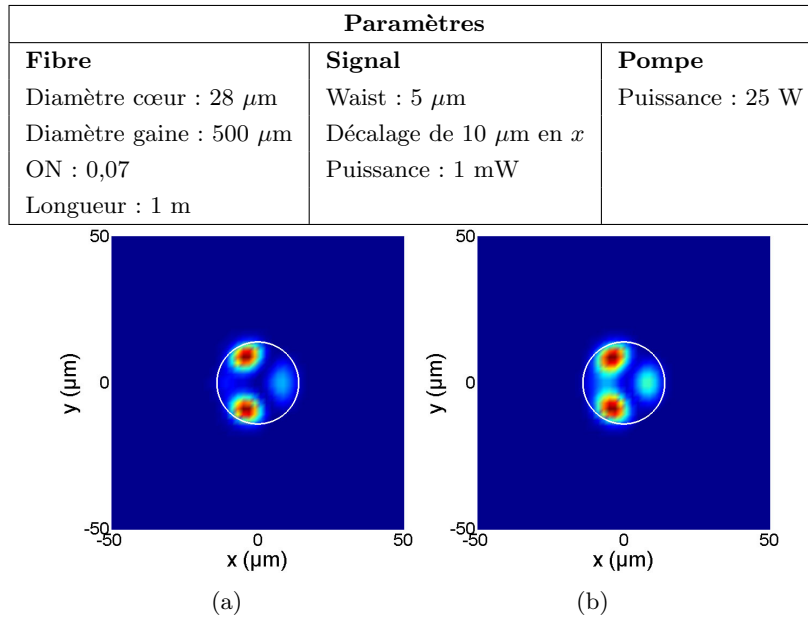 Paramètres
Fibre Signal Pompe
Diamètre cœur : 28 µm Waist : 5 µm Puissance : 25 W
Diamètre gaine : 500 µm Décalage de 10 µm en x
ON : 0,07 Puissance : 1 mW
Longueur : 1 m
50 50
y (µm) 0 y (µm) 0
-50 -50
-50 0 50 -50 0 50
x (µm) x (µm)
(a) (b)